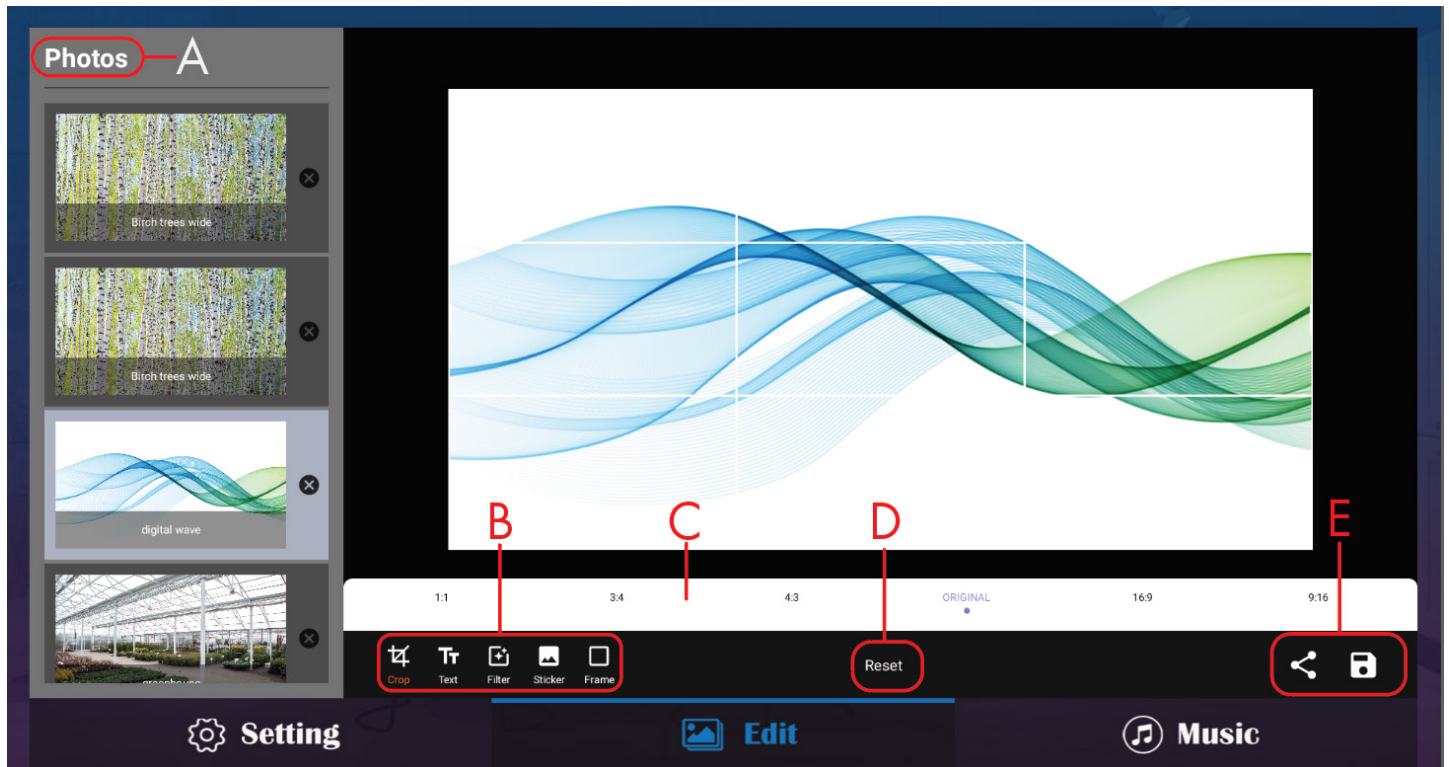 Photos A
Birch trees wide
Birch trees wide
digital wave
greenhouse
B C D E
1:1 3:4 4:3 ORIGINAL 16:9 9:16
Crop Text Filter Sticker Frame
Reset
Setting Edit Music